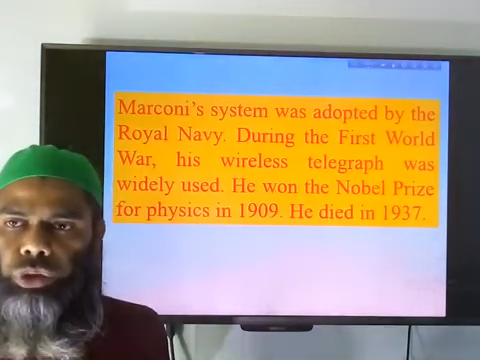 Marconi's system was adopted by the
Royal Navy. During the First World
War, his wireless telegraph was
widely used. He won the Nobel Prize
for physics in 1909. He died in 1937.